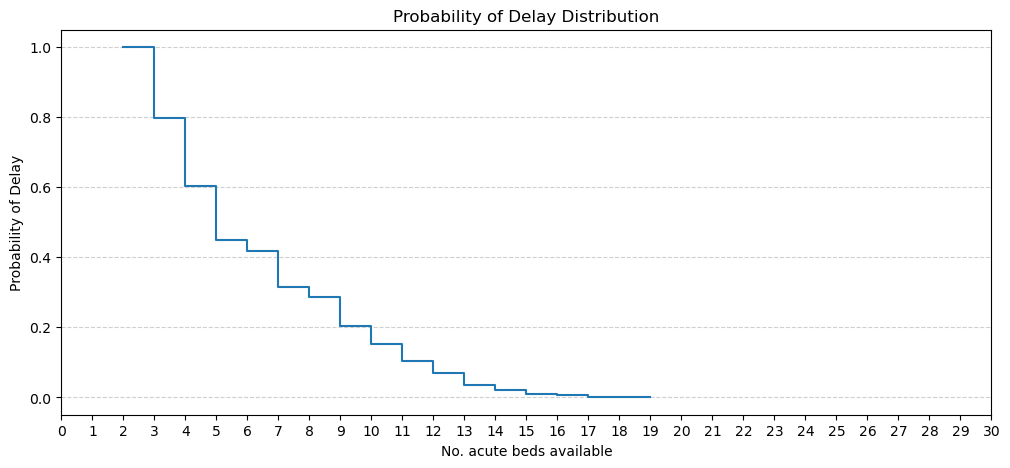 Probability of Delay Distribution
Probability of Delay
1.0
0.8
0.6
0.4
0.2
0.0
0 1 2 3 4 5 6 7 8 9 10 11 12 13 14 15 16 17 18 19 20 21 22 23 24 25 26 27 28 29 30
No. acute beds available